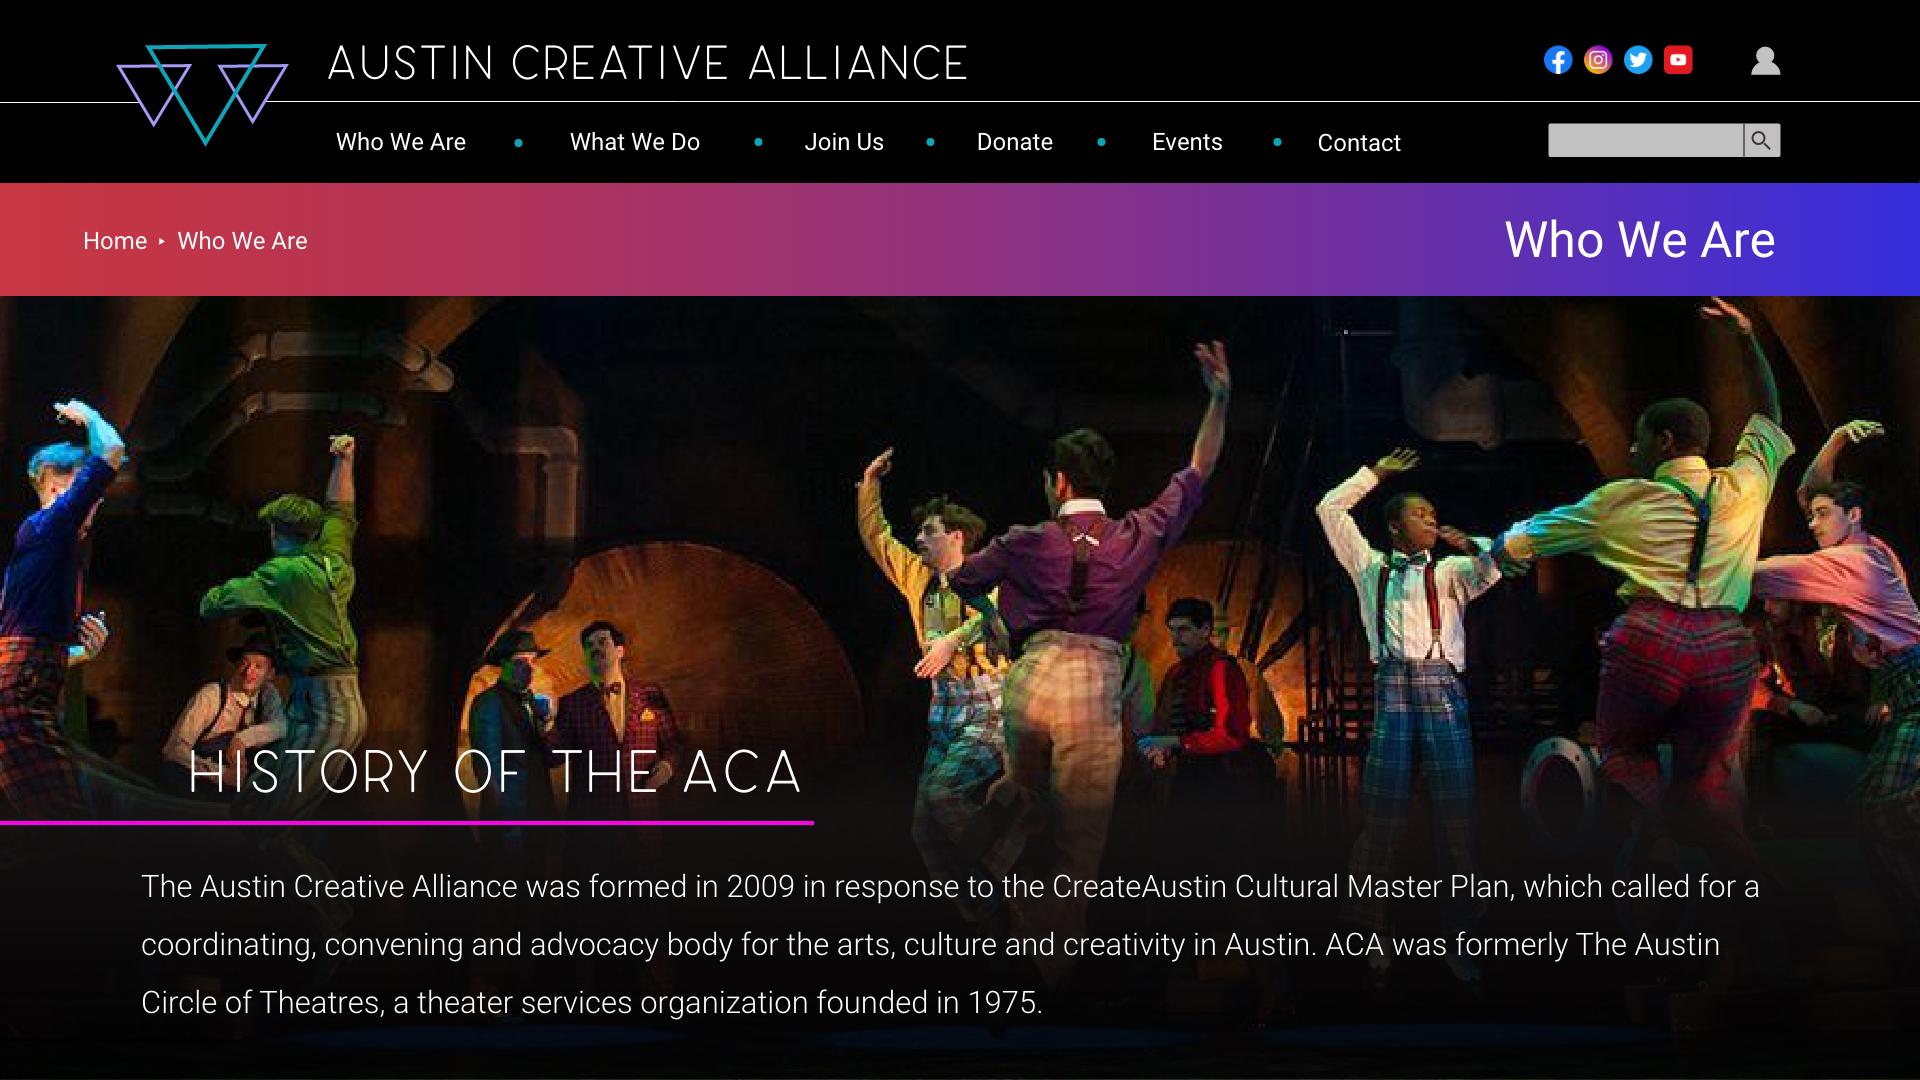 AUSTIN CREATIVE ALLIANCE
Who We Are • What We Do • Join Us • Donate • Events • Contact
Home ‣ Who We Are
Who We Are
HISTORY OF THE ACA
The Austin Creative Alliance was formed in 2009 in response to the CreateAustin Cultural Master Plan, which called for a
coordinating, convening and advocacy body for the arts, culture and creativity in Austin. ACA was formerly The Austin
Circle of Theatres, a theater services organization founded in 1975.